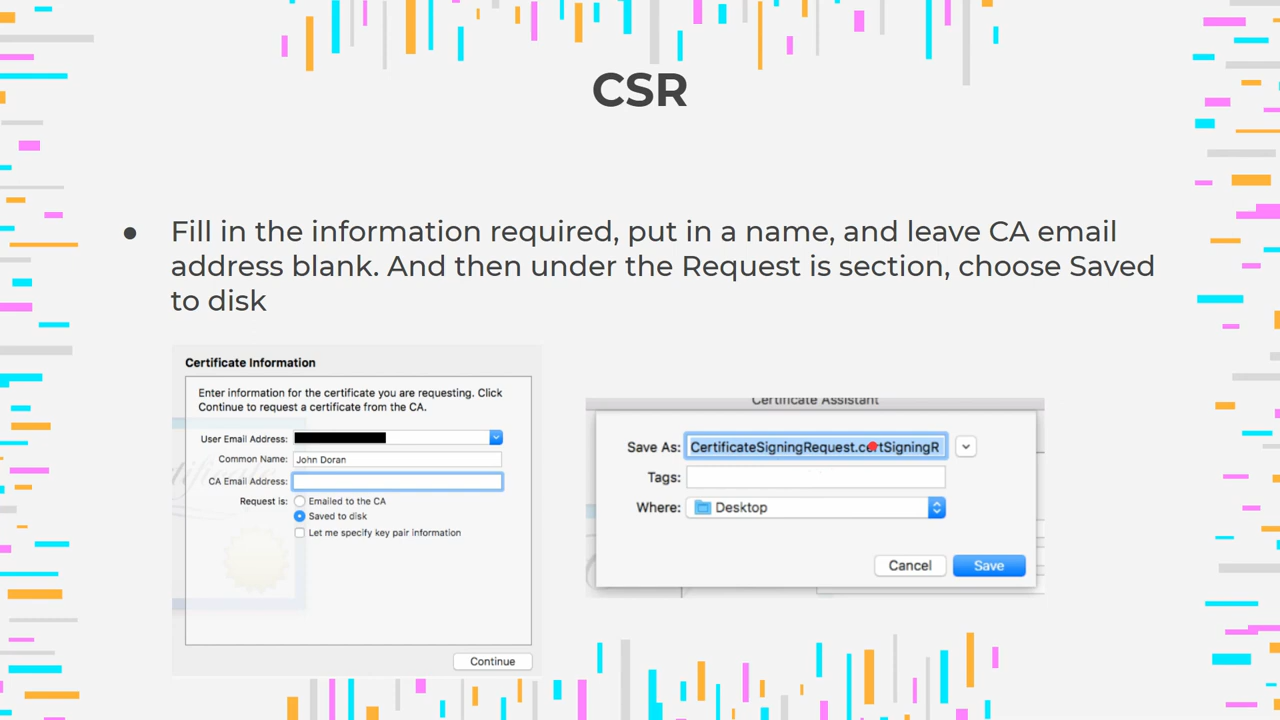 CSR
● Fill in the information required, put in a name, and leave CA email
address blank. And then under the Request is section, choose Saved
to disk
Certificate Information
Enter information for the certificate you are requesting. Click
Continue to request a certificate from the CA.
User Email Address:
Common Name: John Doran
CA Email Address:
Request is: Emailed to the CA
Saved to disk
Let me specify key pair information
Continue
Certificate Assistant
Save As: CertificateSigningRequest.certSigningR
Tags:
Where: Desktop
Cancel Save